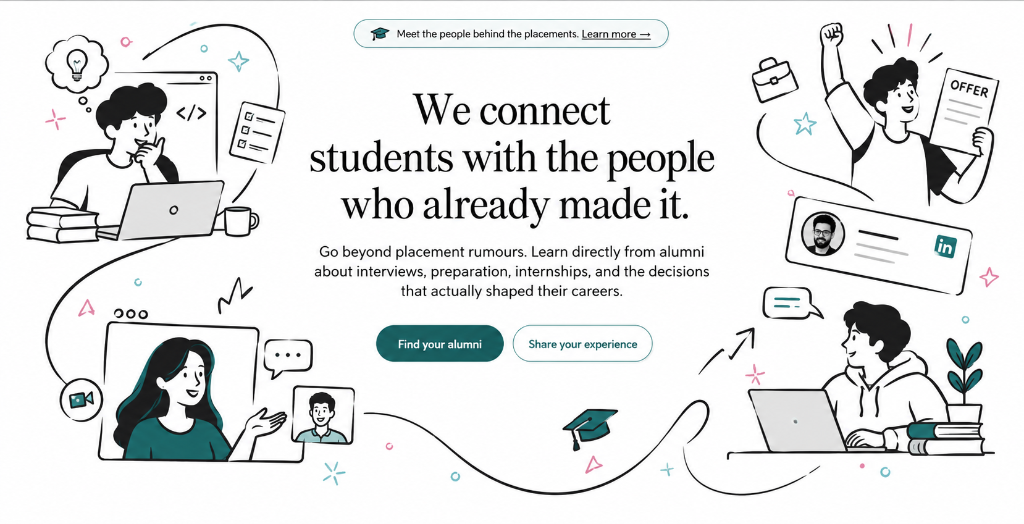 Meet the people behind the placements. Learn more →
We connect
students with the people
who already made it.
Go beyond placement rumours. Learn directly from alumni
about interviews, preparation, internships, and the decisions
that actually shaped their careers.
Find your alumni
Share your experience
</>
OFFER
in